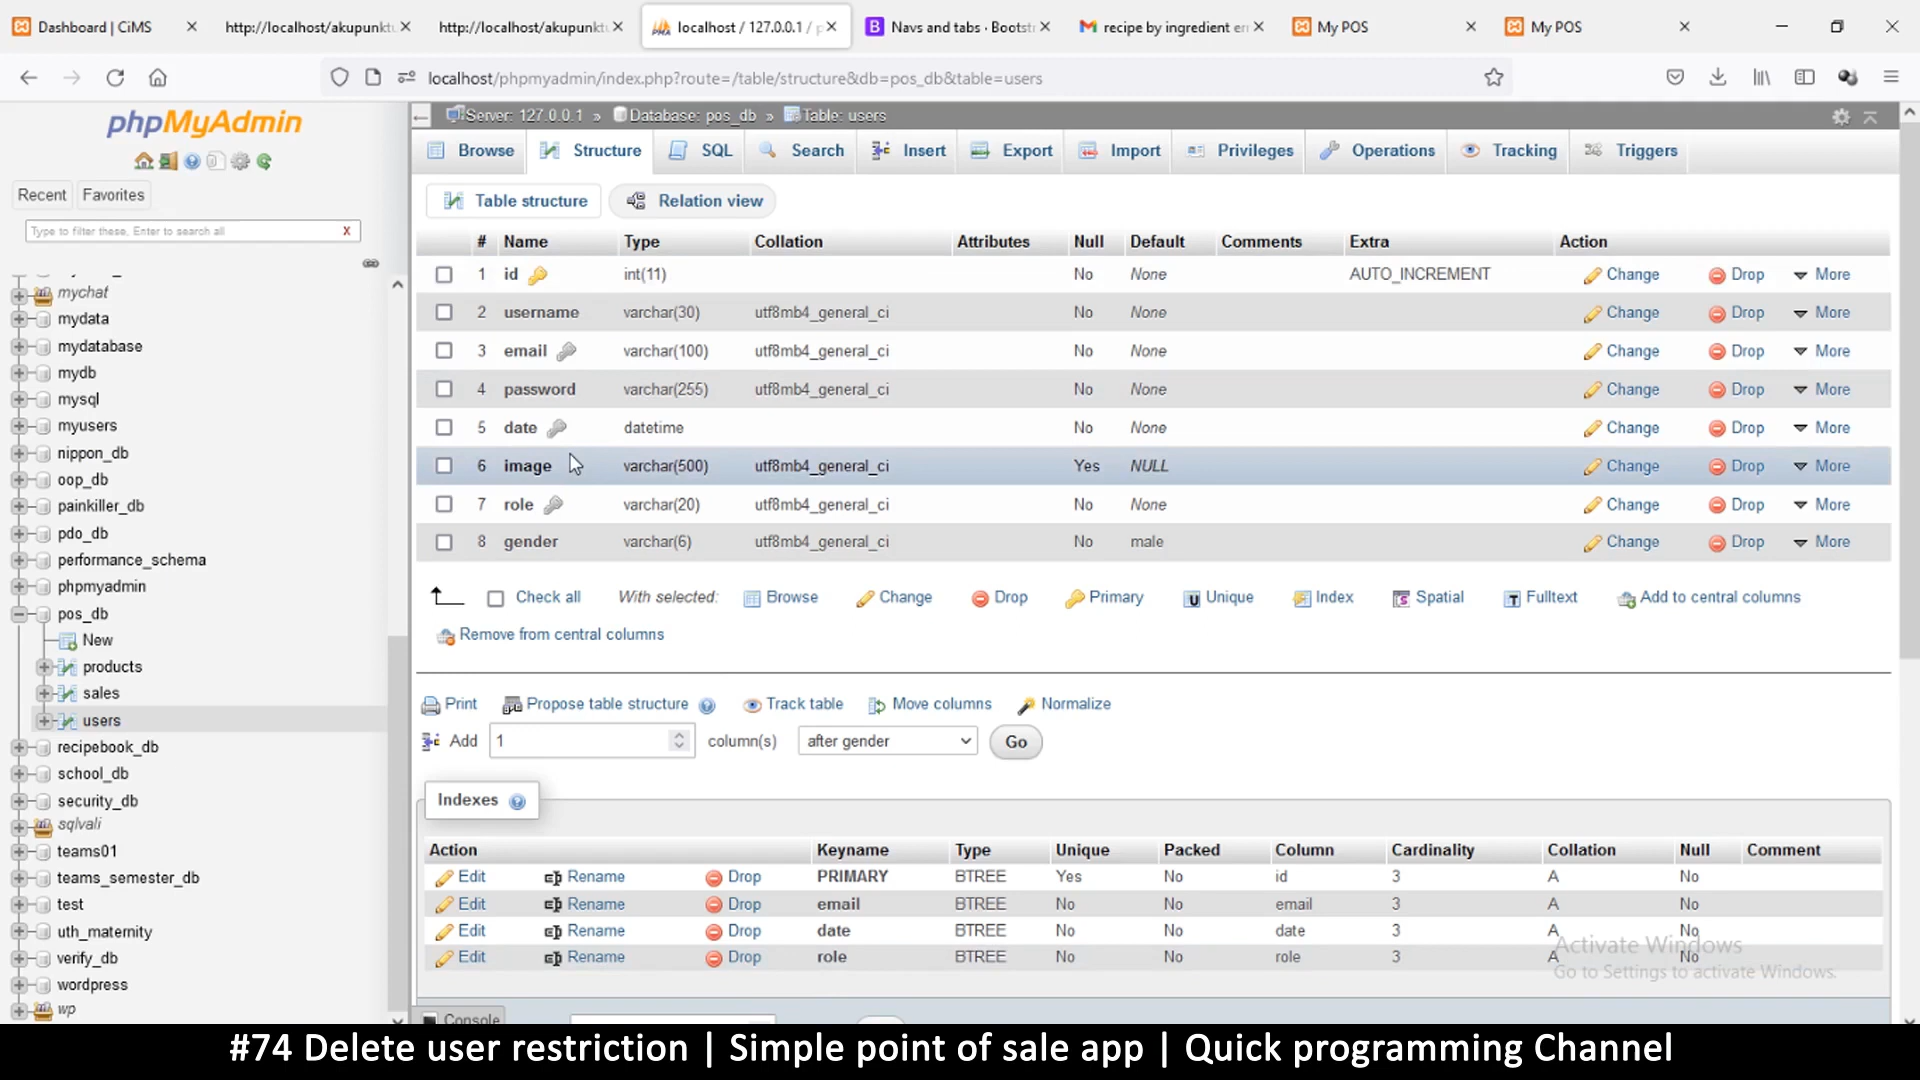 Dashboard | CiMS
http://localhost/akupunktu
http://localhost/akupunktu
localhost / 127.0.0.1 / p
Navs and tabs · Bootstr
recipe by ingredient er
My POS
My POS
localhost/phpmyadmin/index.php?route=/table/structure&db=pos_db&table=users
phpMyAdmin
Recent
Favorites
Type to filter these, Enter to search all
X
mychat
mydata
mydatabase
mydb
mysql
myusers
nippon_db
oop_db
painkiller_db
pdo_db
performance_schema
phpmyadmin
pos_db
New
products
sales
users
recipebook_db
school_db
security_db
sqlvali
teams01
teams_semester_db
test
uth_maternity
verify_db
wordpress
wp
Server: 127.0.0.1 » Database: pos_db » Table: users
Browse Structure SQL Search Insert Export Import Privileges Operations Tracking Triggers
Table structure Relation view
# Name Type Collation Attributes Null Default Comments Extra Action
1 id int(11) No None AUTO_INCREMENT Change Drop More
2 username varchar(30) utf8mb4_general_ci No None Change Drop More
3 email varchar(100) utf8mb4_general_ci No None Change Drop More
4 password varchar(255) utf8mb4_general_ci No None Change Drop More
5 date datetime No None Change Drop More
6 image varchar(500) utf8mb4_general_ci Yes NULL Change Drop More
7 role varchar(20) utf8mb4_general_ci No None Change Drop More
8 gender varchar(6) utf8mb4_general_ci No male Change Drop More
Check all With selected: Browse Change Drop Primary Unique Index Spatial Fulltext Add to central columns
Remove from central columns
Print Propose table structure Track table Move columns Normalize
Add 1 column(s) after gender Go
Indexes
Action Keyname Type Unique Packed Column Cardinality Collation Null Comment
Edit Rename Drop PRIMARY BTREE Yes No id 3 A No
Edit Rename Drop email BTREE No No email 3 A No
Edit Rename Drop date BTREE No No date 3 A No
Edit Rename Drop role BTREE No No role 3 A No
Activate Windows
Go to Settings to activate Windows.
Console
#74 Delete user restriction | Simple point of sale app | Quick programming Channel